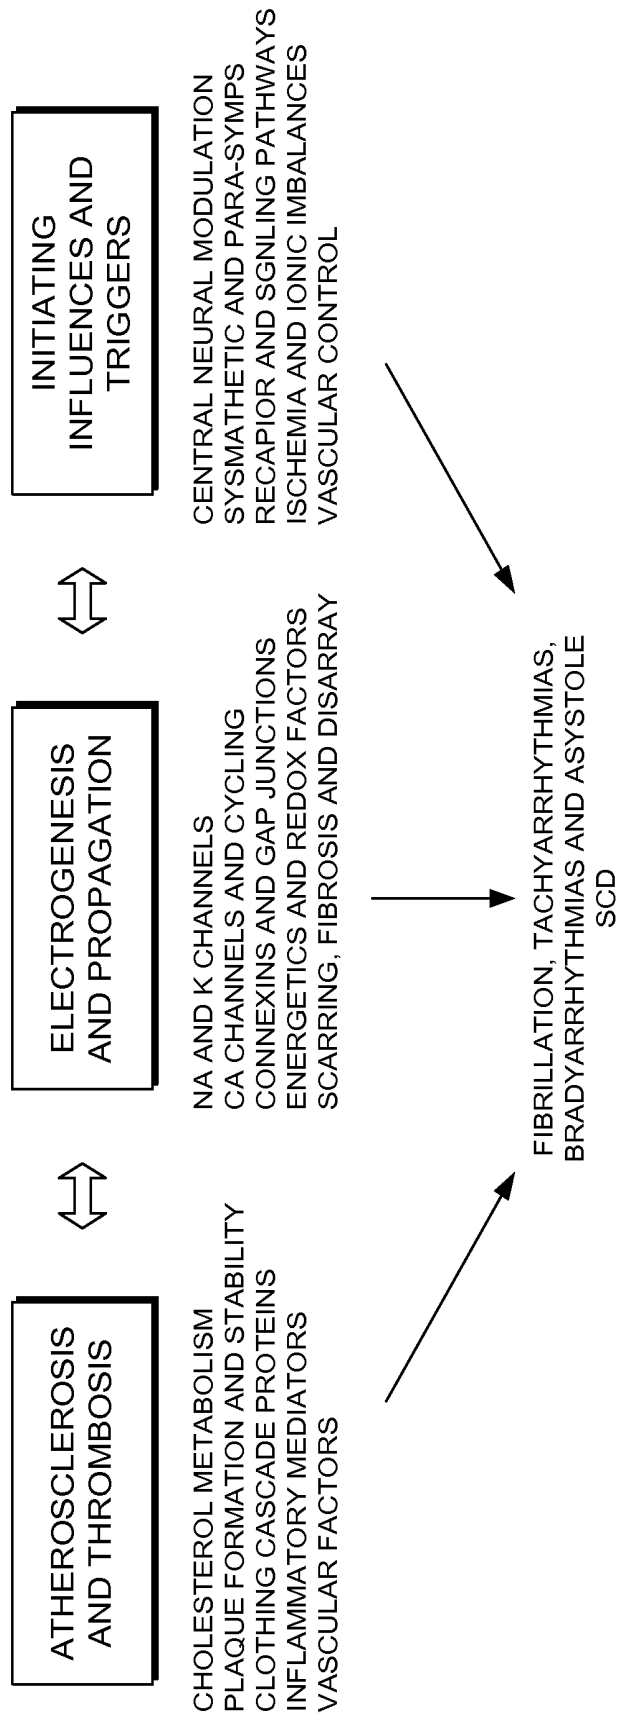 ATHEROSCLEROSIS
AND THROMBOSIS
CHOLESTEROL METABOLISM
PLAQUE FORMATION AND STABILITY
CLOTHING CASCADE PROTEINS
INFLAMMATORY MEDIATORS
VASCULAR FACTORS
ELECTROGENESIS
AND PROPAGATION
NA AND K CHANNELS
CA CHANNELS AND CYCLING
CONNEXINS AND GAP JUNCTIONS
ENERGETICS AND REDOX FACTORS
SCARRING, FIBROSIS AND DISARRAY
INITIATING
INFLUENCES AND
TRIGGERS
CENTRAL NEURAL MODULATION
SYSMATHETIC AND PARA-SYMPS
RECAPIOR AND SGNLING PATHWAYS
ISCHEMIA AND IONIC IMBALANCES
VASCULAR CONTROL
FIBRILLATION, TACHYARRHYTHMIAS,
BRADYARRHYTHMIAS AND ASYSTOLE
SCD